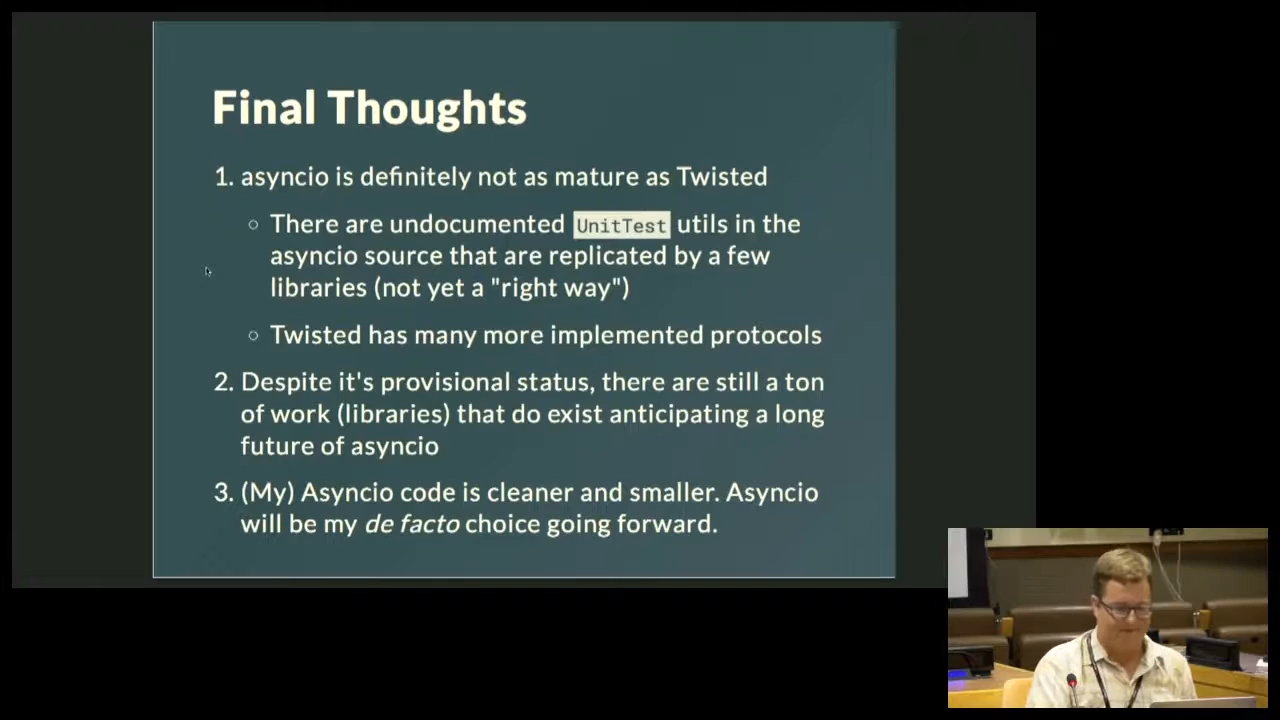 Final Thoughts
1. asyncio is definitely not as mature as Twisted
There are undocumented UnitTest utils in the
asyncio source that are replicated by a few
libraries (not yet a "right way")
Twisted has many more implemented protocols
2. Despite it's provisional status, there are still a ton
of work (libraries) that do exist anticipating a long
future of asyncio
3. (My) Asyncio code is cleaner and smaller. Asyncio
will be my de facto choice going forward.